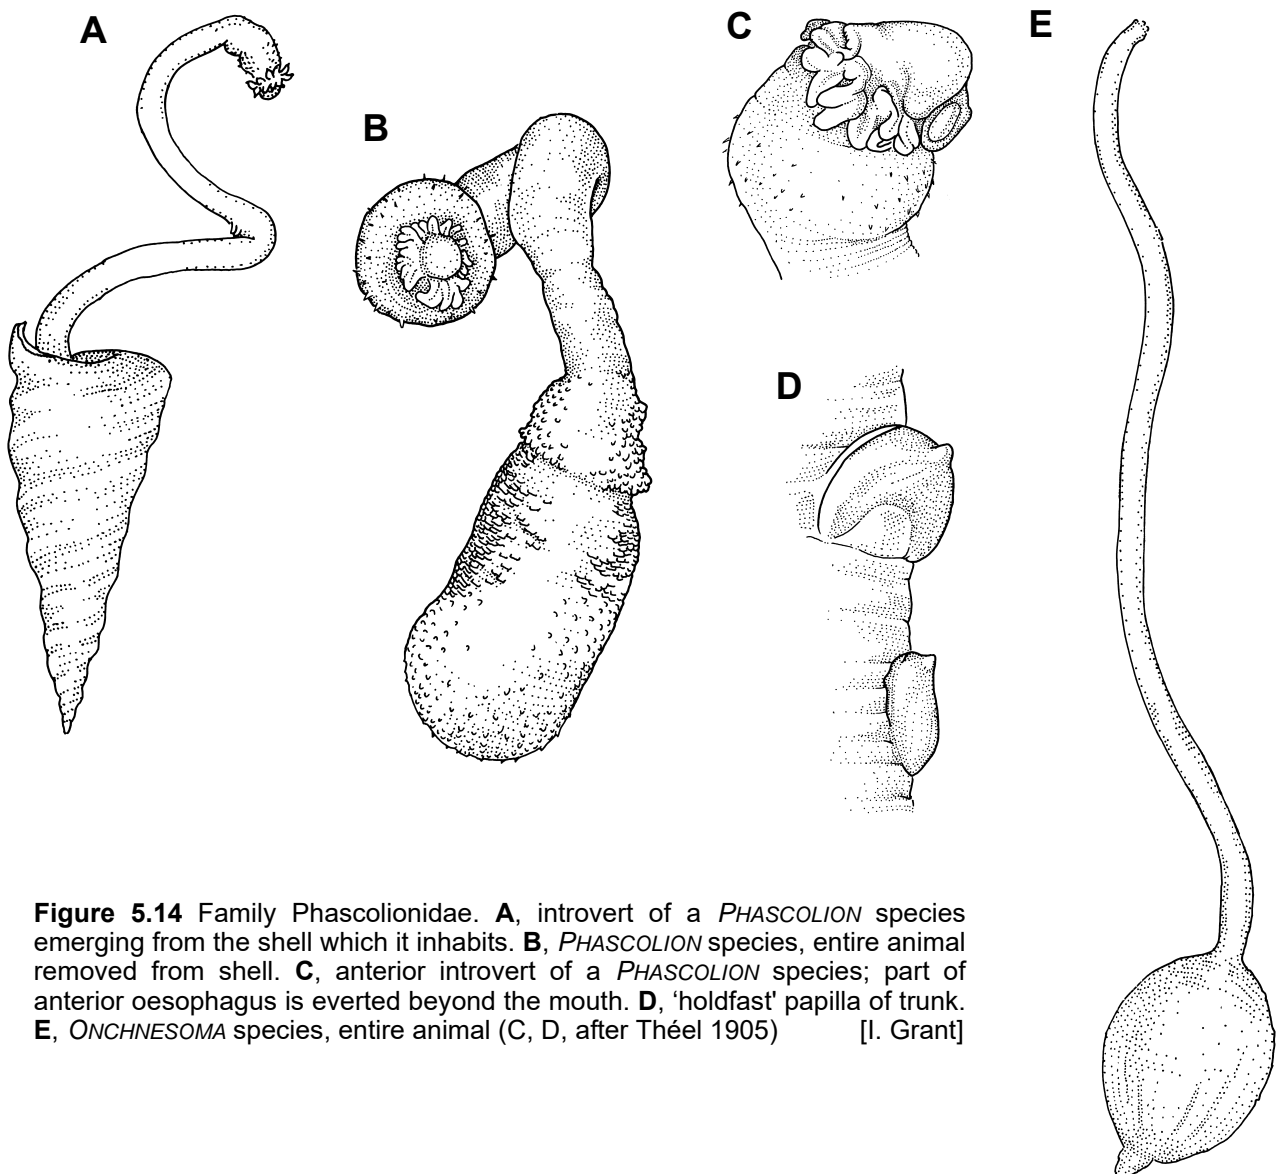 A
B
C
D
E
Figure 5.14 Family Phascolionidae. A, introvert of a PHASCOLION species
emerging from the shell which it inhabits. B, PHASCOLION species, entire animal
removed from shell. C, anterior introvert of a PHASCOLION species; part of
anterior oesophagus is everted beyond the mouth. D, ‘holdfast' papilla of trunk.
E, ONCHNESOMA species, entire animal (C, D, after Théel 1905) [I. Grant]